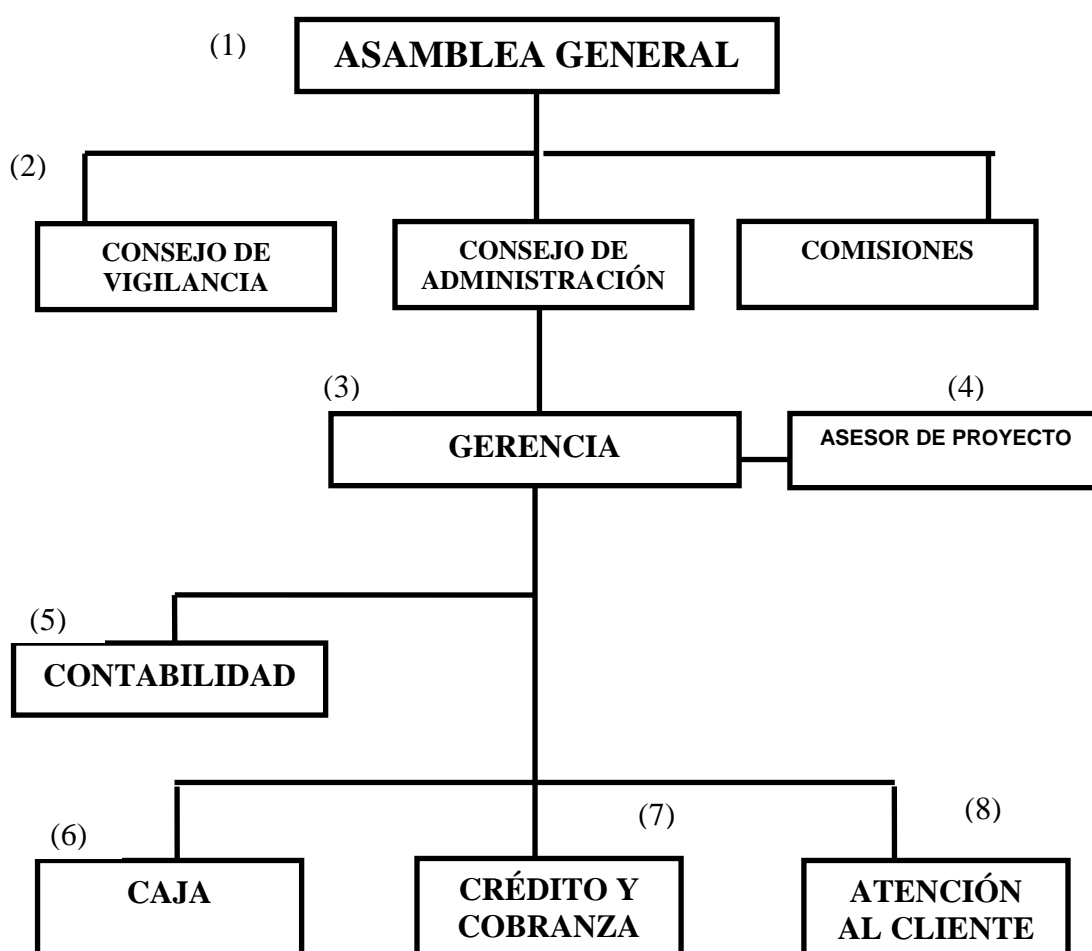 (1)
ASAMBLEA GENERAL
(2)
CONSEJO DE
VIGILANCIA
CONSEJO DE
ADMINISTRACIÓN
COMISIONES
(3)
GERENCIA
(4)
ASESOR DE PROYECTO
(5)
CONTABILIDAD
(6)
CAJA
(7)
CRÉDITO Y
COBRANZA
(8)
ATENCIÓN
AL CLIENTE